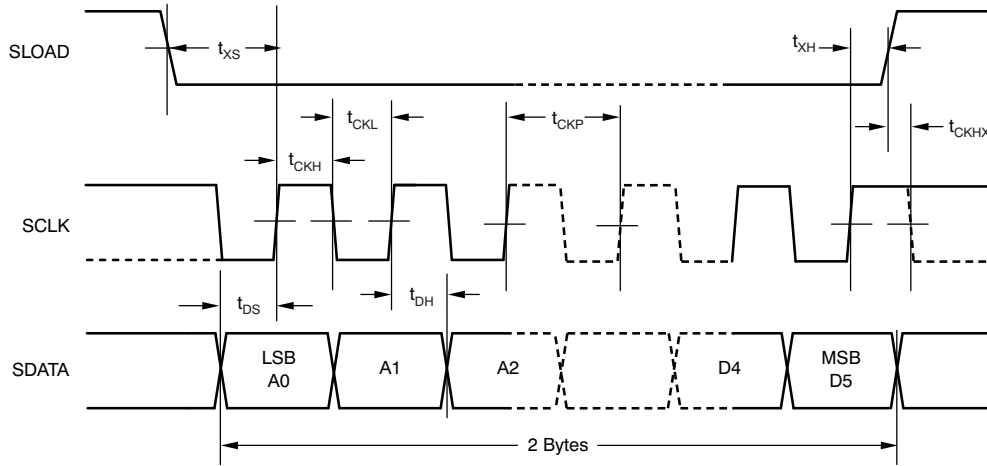 SLOAD
tXS
tXH
tCKL
tCKP
tCKHX
tCKH
SCLK
tDS
tDH
SDATA
LSB
A0
A1
A2
D4
MSB
D5
2 Bytes